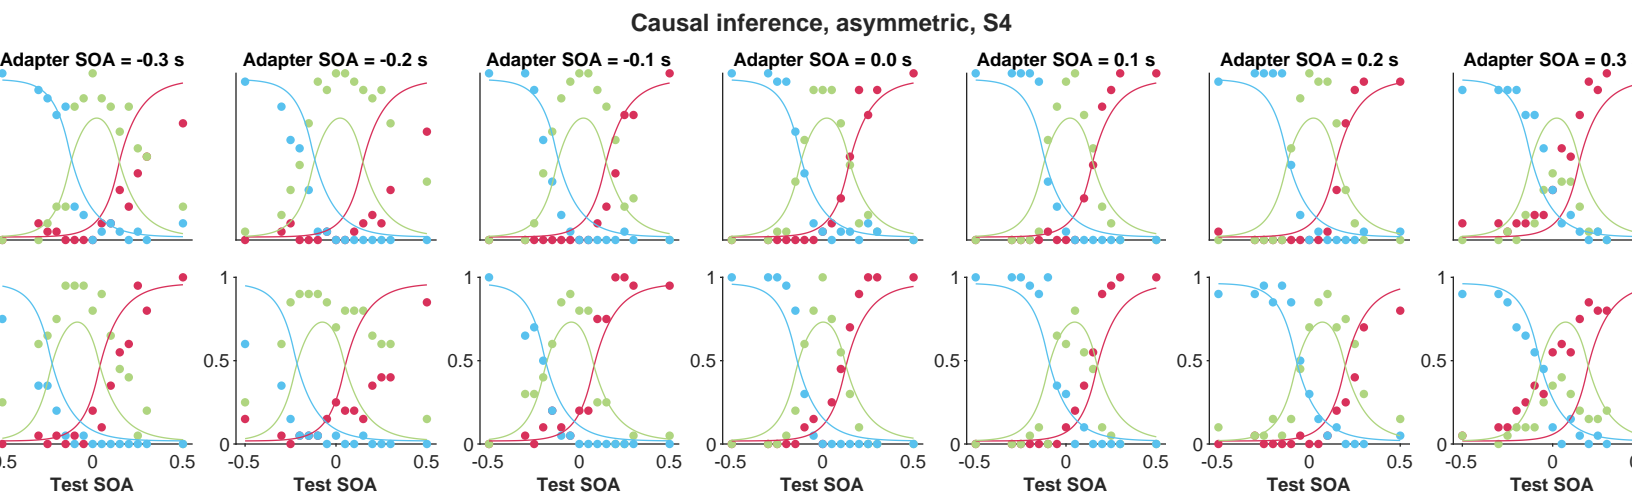 Causal inference, asymmetric, S4
Adapter SOA = -0.3 s Adapter SOA = -0.2 s Adapter SOA = -0.1 s Adapter SOA = 0.0 s Adapter SOA = 0.1 s Adapter SOA = 0.2 s Adapter SOA = 0.3
1 1 1 1 1 1
0.5 0.5 0.5 0.5 0.5 0.5
0 0 0 0 0 0
0.5 0 0.5 -0.5 0 0.5 -0.5 0 0.5 -0.5 0 0.5 -0.5 0 0.5 -0.5 0 0.5 -0.5 0
Test SOA Test SOA Test SOA Test SOA Test SOA Test SOA Test SOA